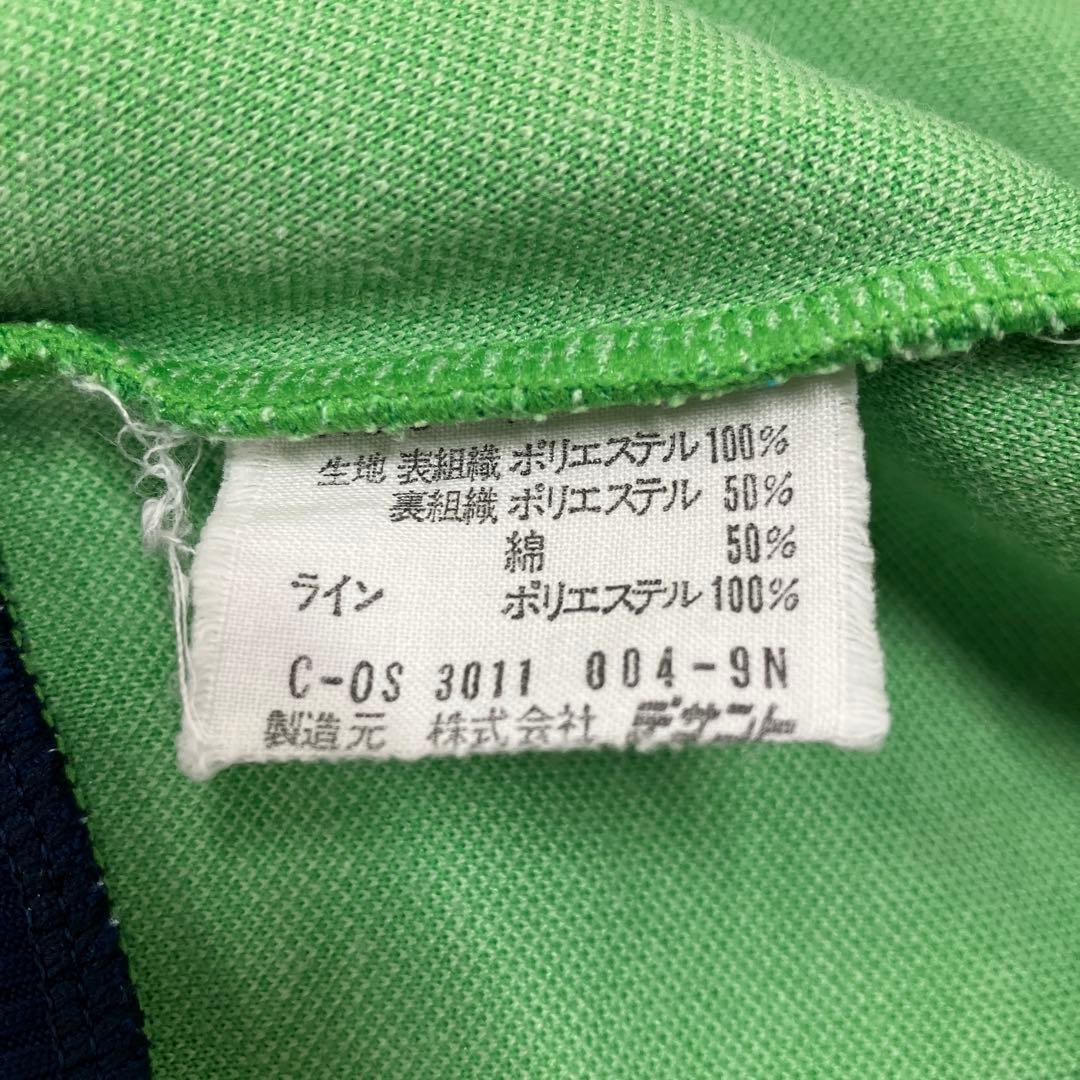 生地 表組織 ポリエステル 100%
裏組織 ポリエステル 50%
綿 50%
ライン ポリエステル 100%
C-OS 3011 004-9N
製造元 株式会社 デサント